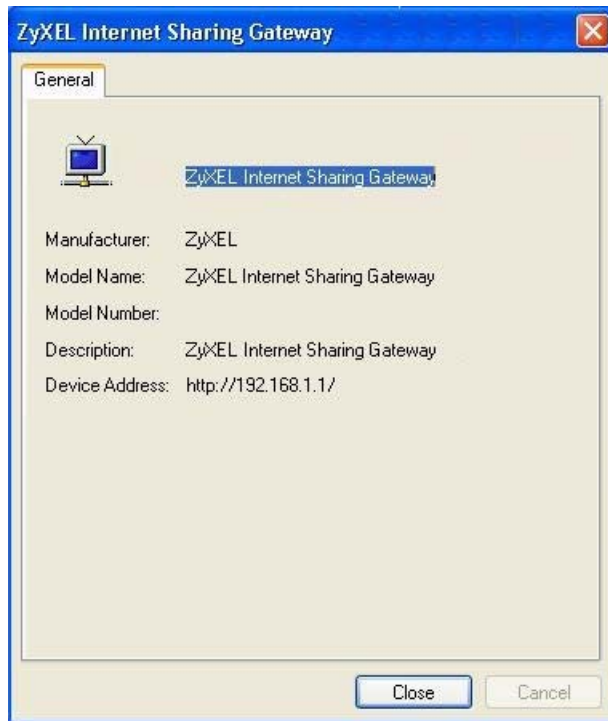 ZyXEL Internet Sharing Gateway
General
ZyXEL Internet Sharing Gateway
Manufacturer: ZyXEL
Model Name: ZyXEL Internet Sharing Gateway
Model Number:
Description: ZyXEL Internet Sharing Gateway
Device Address: http://192.168.1.1/
Close Cancel